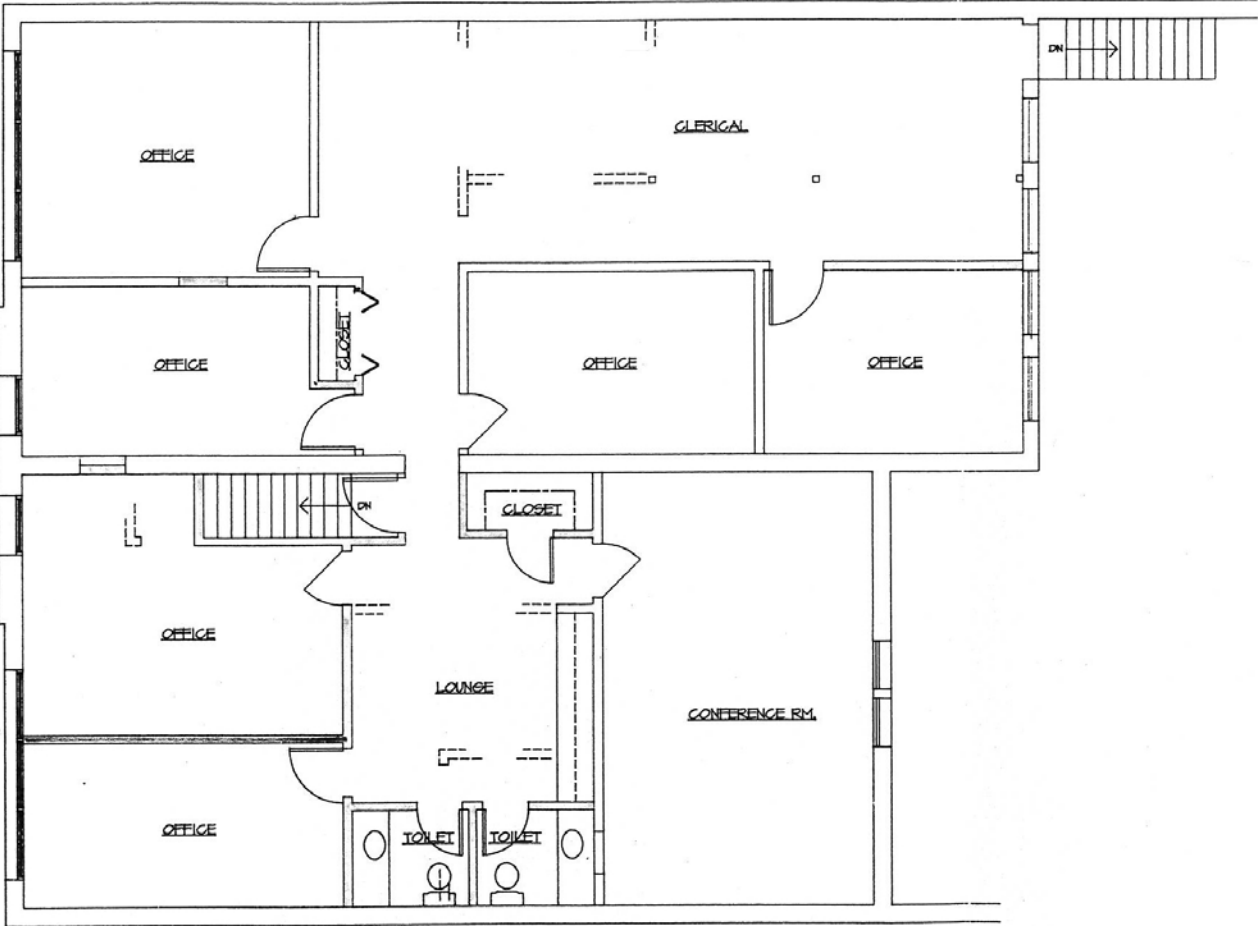 DN
CLERICAL
OFFICE
CLOSET
OFFICE
OFFICE
OFFICE
DN
CLOSET
OFFICE
LOUNGE
CONFERENCE RM.
OFFICE
TOILET
TOILET